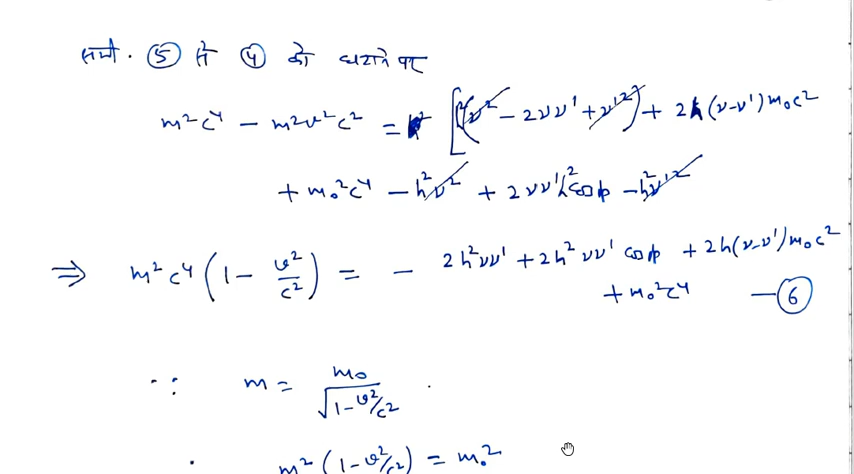 समी. ⑤ से ④ को घटाने पर
m²c⁴ − m²v²c² = h² [(ν² − 2νν' + ν'²)] + 2h(ν−ν')m₀c²
+ m₀²c⁴ − h²ν² + 2νν'h²cosφ − h²ν'²
⇒ m²c⁴(1 − v²/c²) = − 2h²νν' + 2h²νν' cosφ + 2h(ν−ν')m₀c²
+ m₀²c⁴ —⑥
∵ m = m₀/√(1−v²/c²) .
m²(1−v²/c²) = m₀²